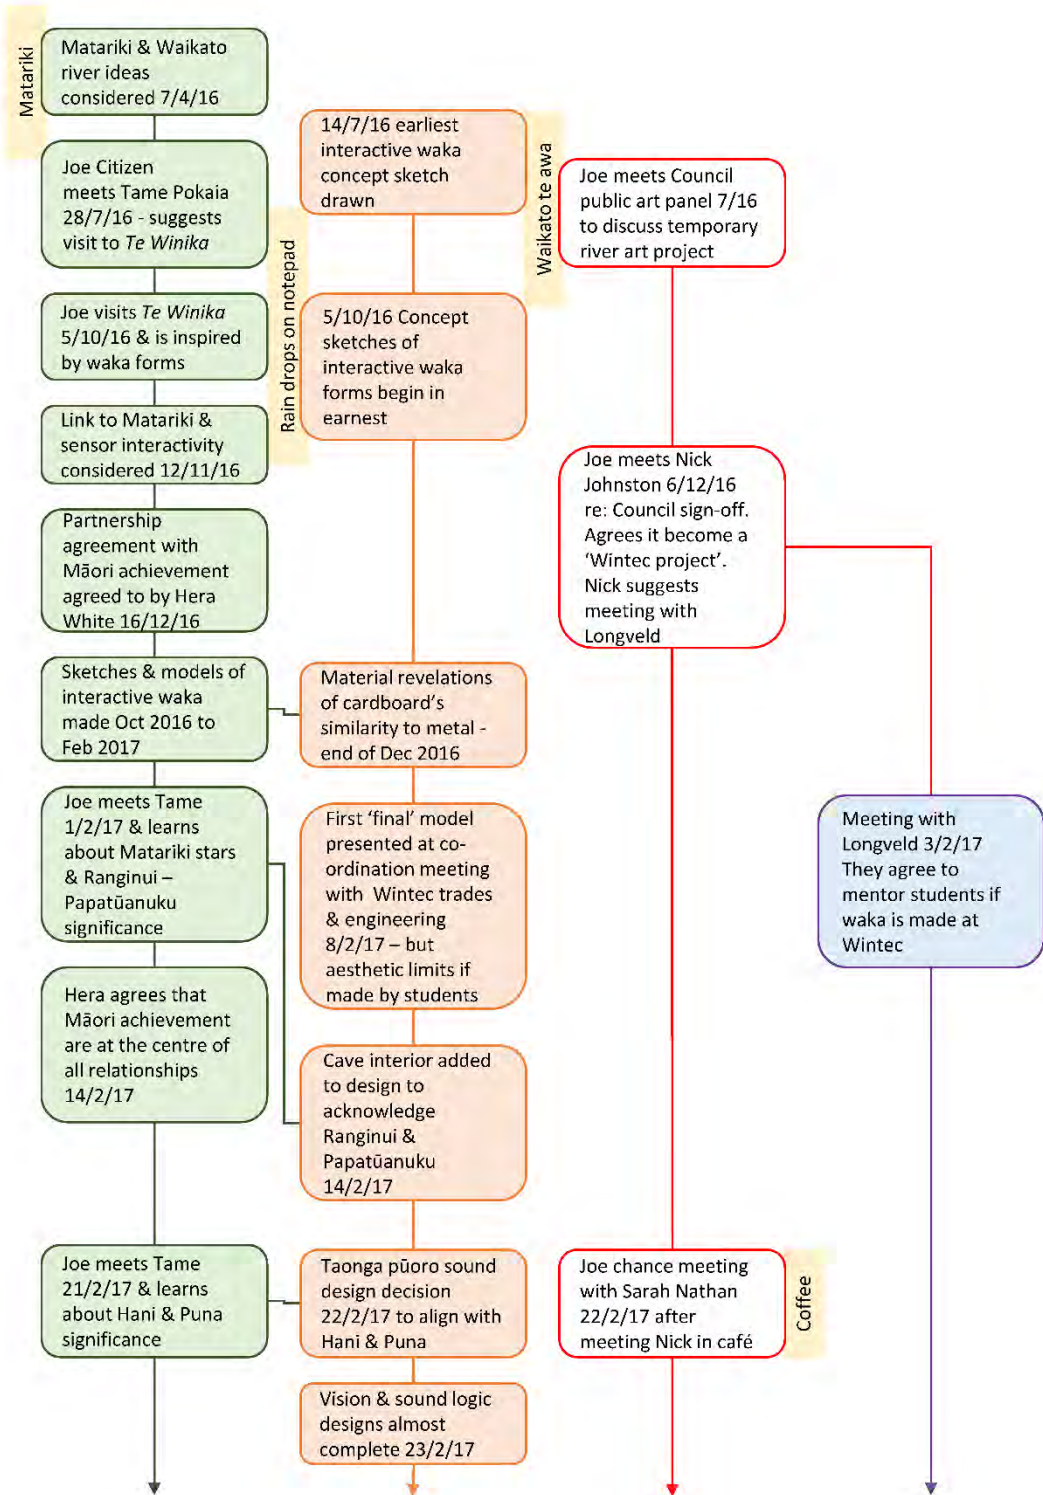 Matariki
Matariki & Waikato
river ideas
considered 7/4/16
Joe Citizen
meets Tame Pokaia
28/7/16 - suggests
visit to Te Winika
Joe visits Te Winika
5/10/16 & is inspired
by waka forms
Link to Matariki &
sensor interactivity
considered 12/11/16
Partnership
agreement with
Māori achievement
agreed to by Hera
White 16/12/16
Sketches & models of
interactive waka
made Oct 2016 to
Feb 2017
Joe meets Tame
1/2/17 & learns
about Matariki stars
& Ranginui –
Papatūanuku
significance
Hera agrees that
Māori achievement
are at the centre of
all relationships
14/2/17
Joe meets Tame
21/2/17 & learns
about Hani & Puna
significance
Rain drops on notepad
14/7/16 earliest
interactive waka
concept sketch
drawn
5/10/16 Concept
sketches of
interactive waka
forms begin in
earnest
Material revelations
of cardboard's
similarity to metal -
end of Dec 2016
First 'final' model
presented at co-
ordination meeting
with Wintec trades
& engineering
8/2/17 – but
aesthetic limits if
made by students
Cave interior added
to design to
acknowledge
Ranginui &
Papatūanuku
14/2/17
Taonga pūoro sound
design decision
22/2/17 to align with
Hani & Puna
Vision & sound logic
designs almost
complete 23/2/17
Waikato te awa
Joe meets Council
public art panel 7/16
to discuss temporary
river art project
Joe meets Nick
Johnston 6/12/16
re: Council sign-off.
Agrees it become a
'Wintec project'.
Nick suggests
meeting with
Longveld
Joe chance meeting
with Sarah Nathan
22/2/17 after
meeting Nick in café
Coffee
Meeting with
Longveld 3/2/17
They agree to
mentor students if
waka is made at
Wintec